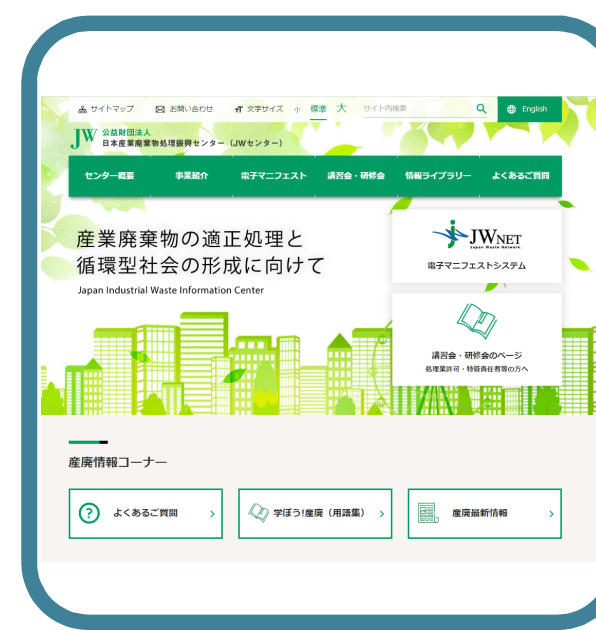 サイトマップ お問い合わせ 文字サイズ 小 標準 大 サイト内検索 English
JW 公益財団法人
日本産業廃棄物処理振興センター (JWセンター)
センター概要 事業紹介 電子マニフェスト 講習会・研修会 情報ライブラリー よくあるご質問
産業廃棄物の適正処理と
循環型社会の形成に向けて
Japan Industrial Waste Information Center
JWNET
Japan Waste Network.
電子マニフェストシステム
講習会・研修会のページ
処理業許可・特管責任者等の方へ
産廃情報コーナー
よくあるご質問
学ぼう!産廃（用語集）
産廃最新情報